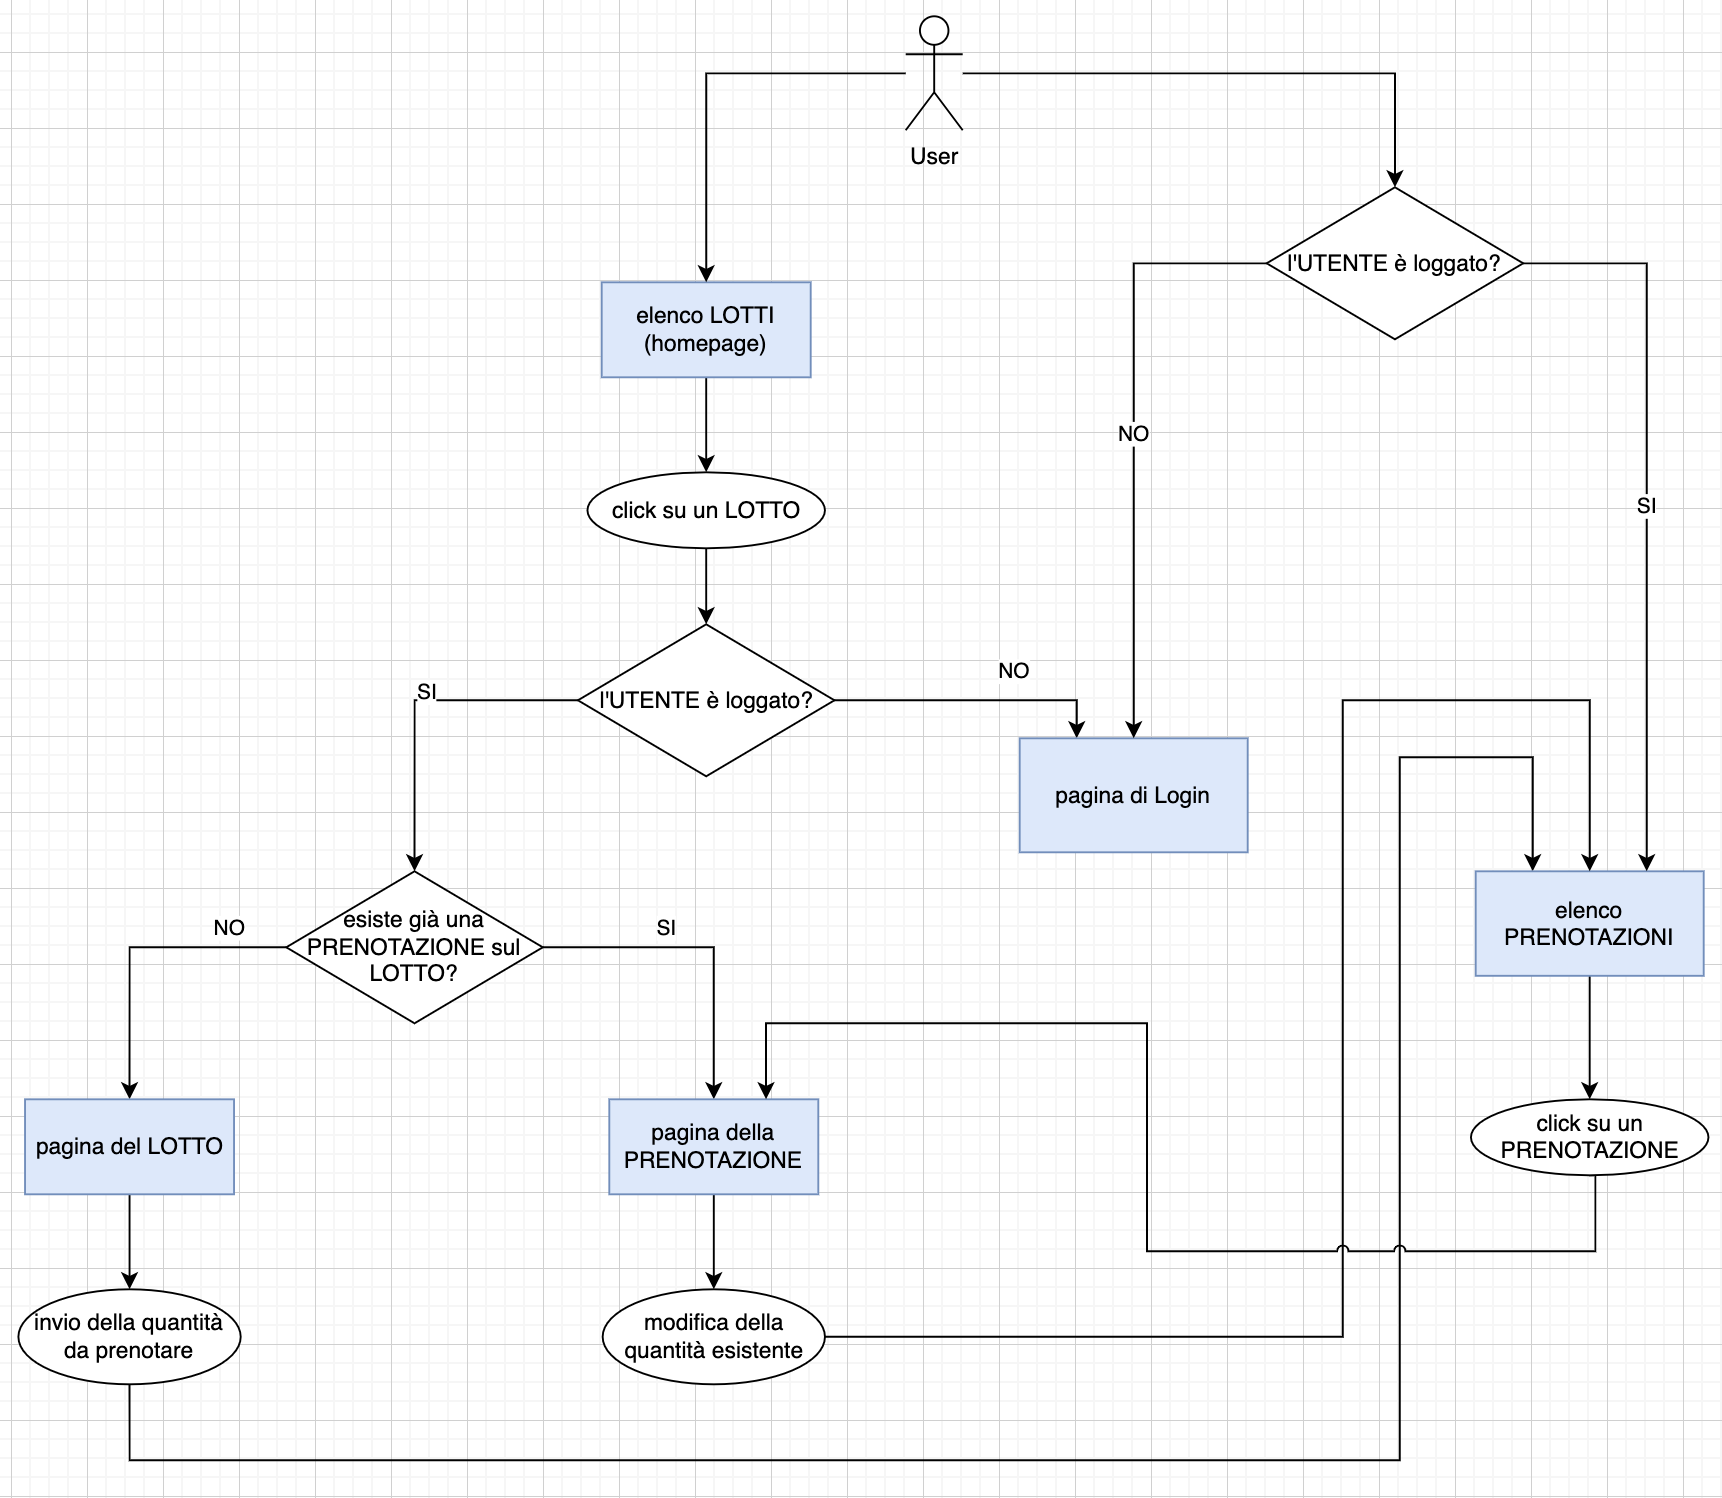 User
l'UTENTE è loggato?
elenco LOTTI
(homepage)
NO
SI
click su un LOTTO
NO
SI
l'UTENTE è loggato?
pagina di Login
esiste già una
PRENOTAZIONE sul
LOTTO?
NO
SI
elenco
PRENOTAZIONI
pagina del LOTTO
pagina della
PRENOTAZIONE
click su un
PRENOTAZIONE
invio della quantità
da prenotare
modifica della
quantità esistente